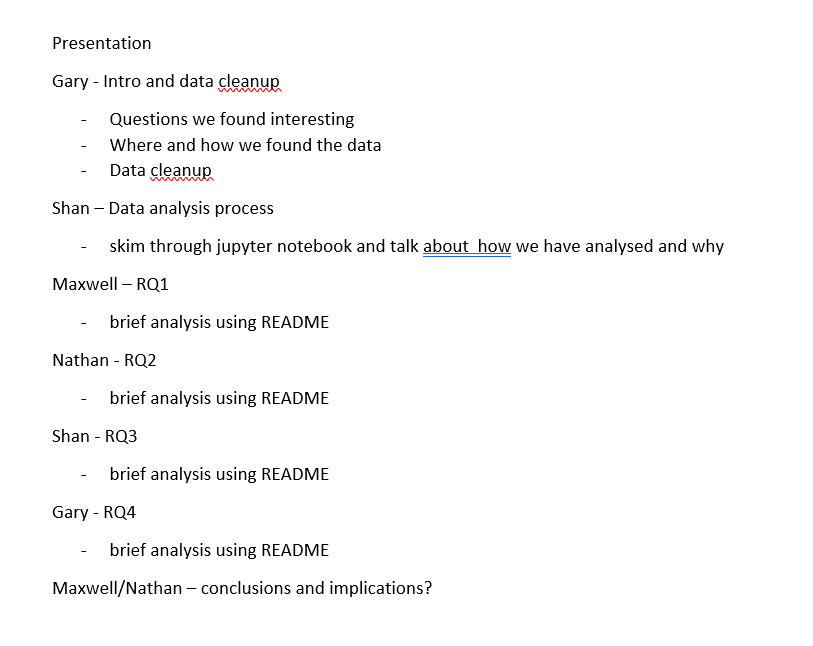 Presentation
Gary - Intro and data cleanup
- Questions we found interesting
- Where and how we found the data
- Data cleanup
Shan – Data analysis process
- skim through jupyter notebook and talk about  how we have analysed and why
Maxwell – RQ1
- brief analysis using README
Nathan - RQ2
- brief analysis using README
Shan - RQ3
- brief analysis using README
Gary - RQ4
- brief analysis using README
Maxwell/Nathan – conclusions and implications?